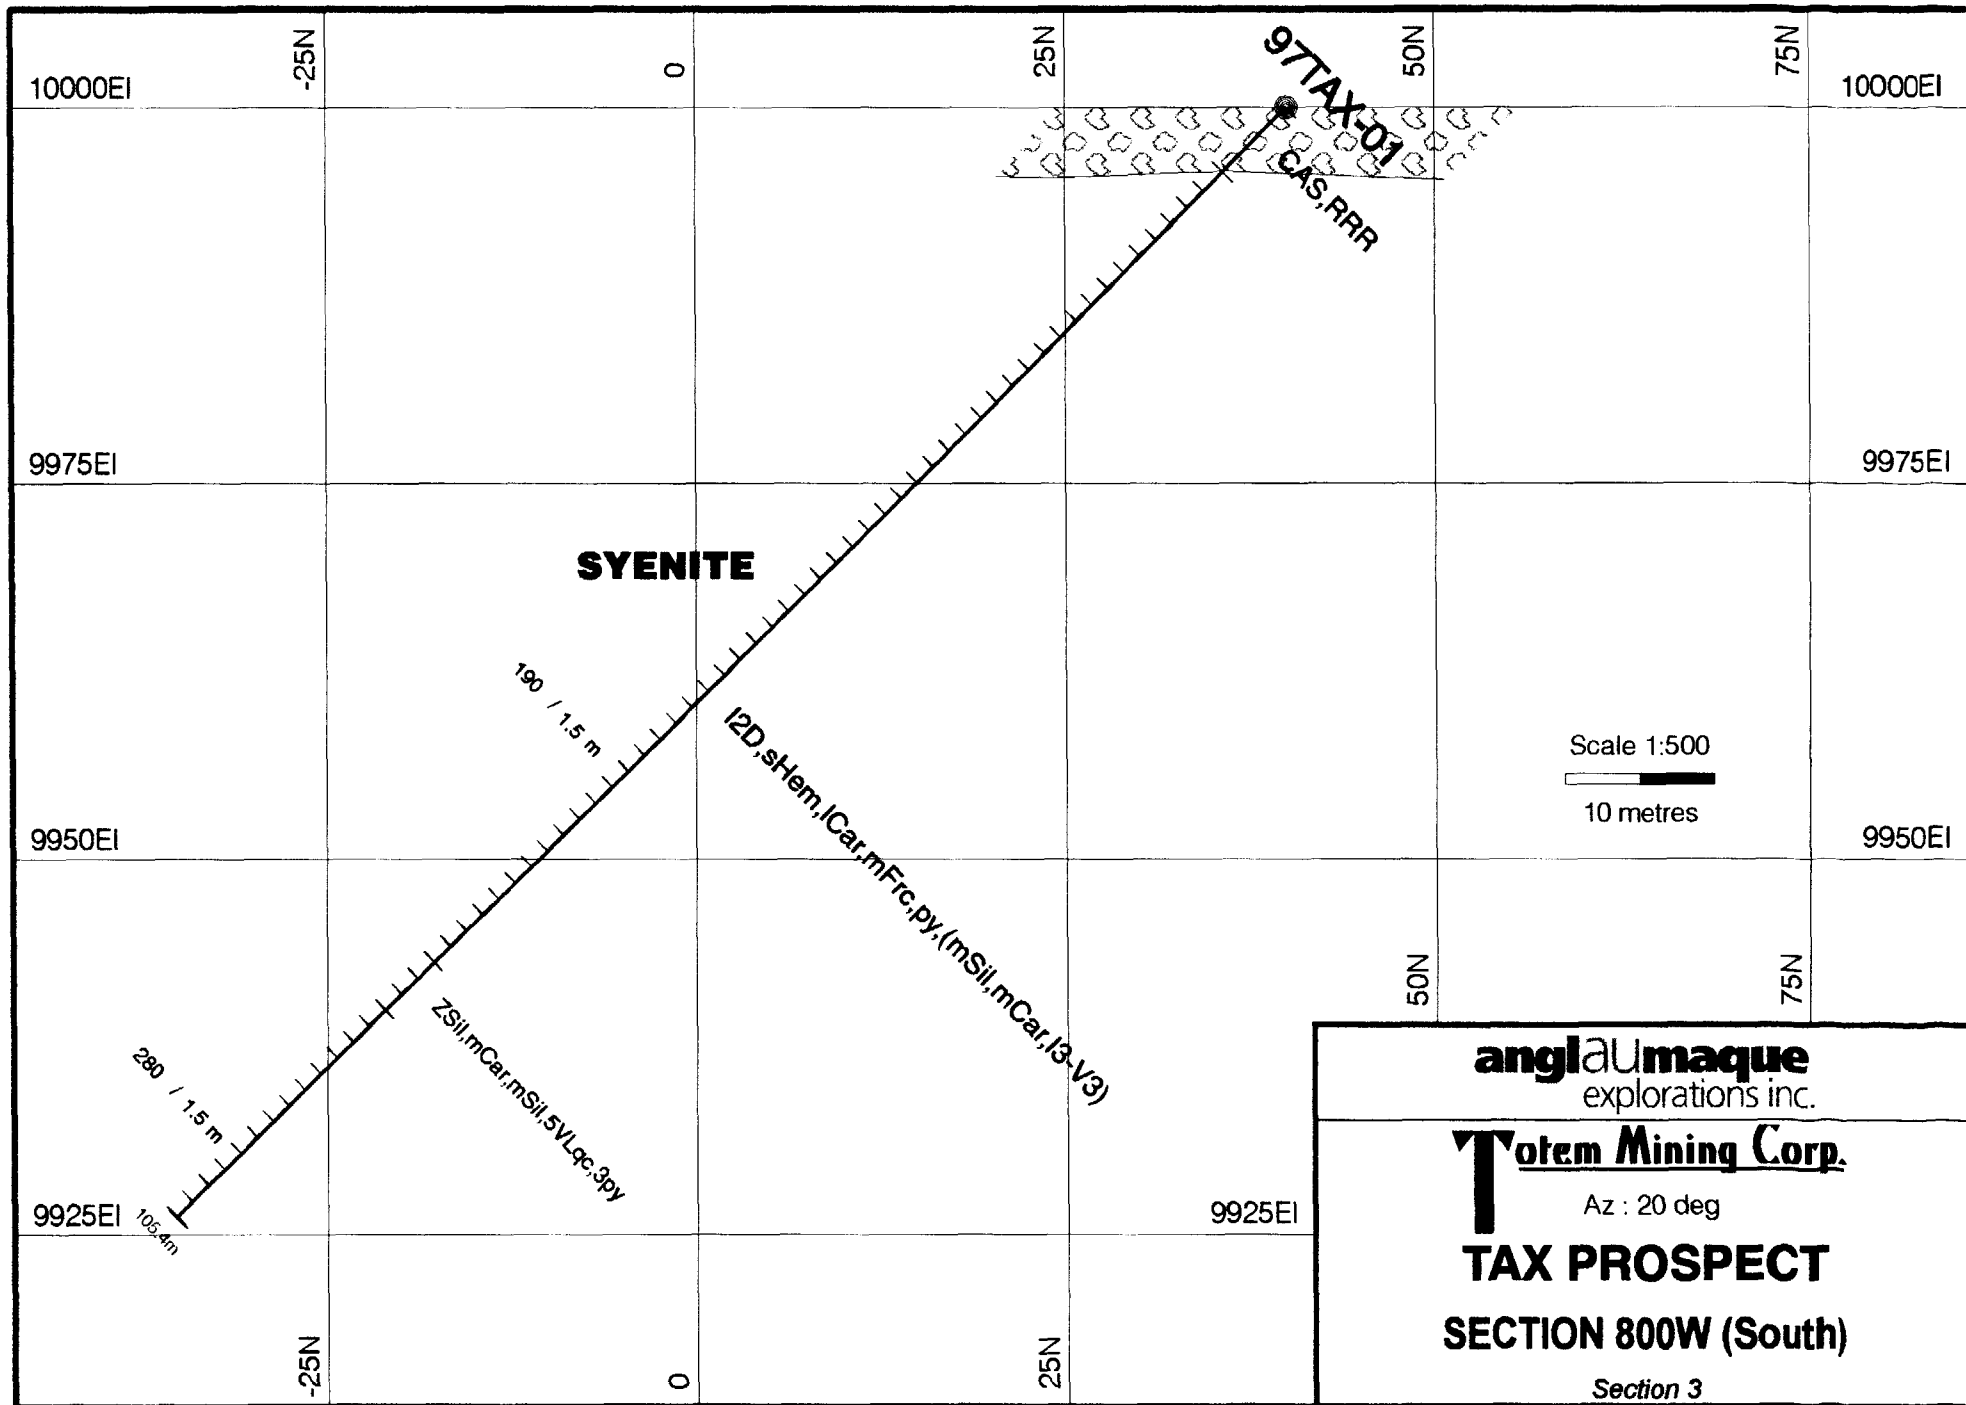 -25N
0
25N
50N
75N
10000El
97TAX-01
10000El
CAS,RRR
9975El
9975El
SYENITE
190 / 1.5 m
I2D,sHem,lCar,mFrc,py,(mSil,mCar,I3-V3)
Scale 1:500
10 metres
9950El
9950El
50N
75N
ZSil,mCar,mSil,5VLqc,3py
280 / 1.5 m
105.4m
9925El
9925El
-25N
0
25N
anglaumaque
explorations inc.
Totem Mining Corp.
Az : 20 deg
TAX PROSPECT
SECTION 800W (South)
Section 3